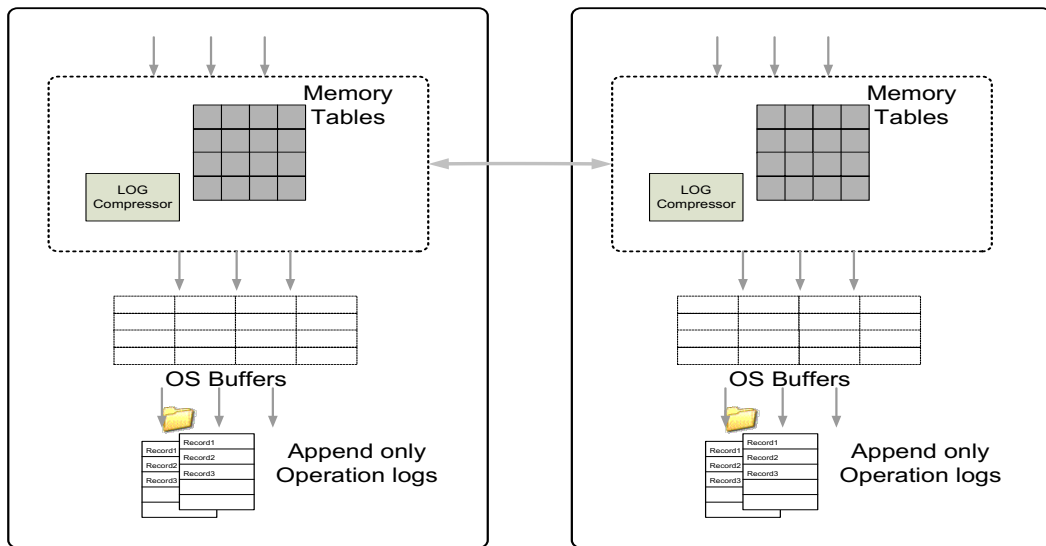 Memory
Tables
LOG
Compressor
OS Buffers
Record1
Record2
Record3
Record1
Record2
Record3
Append only
Operation logs
Memory
Tables
LOG
Compressor
OS Buffers
Record1
Record2
Record3
Record1
Record2
Record3
Append only
Operation logs